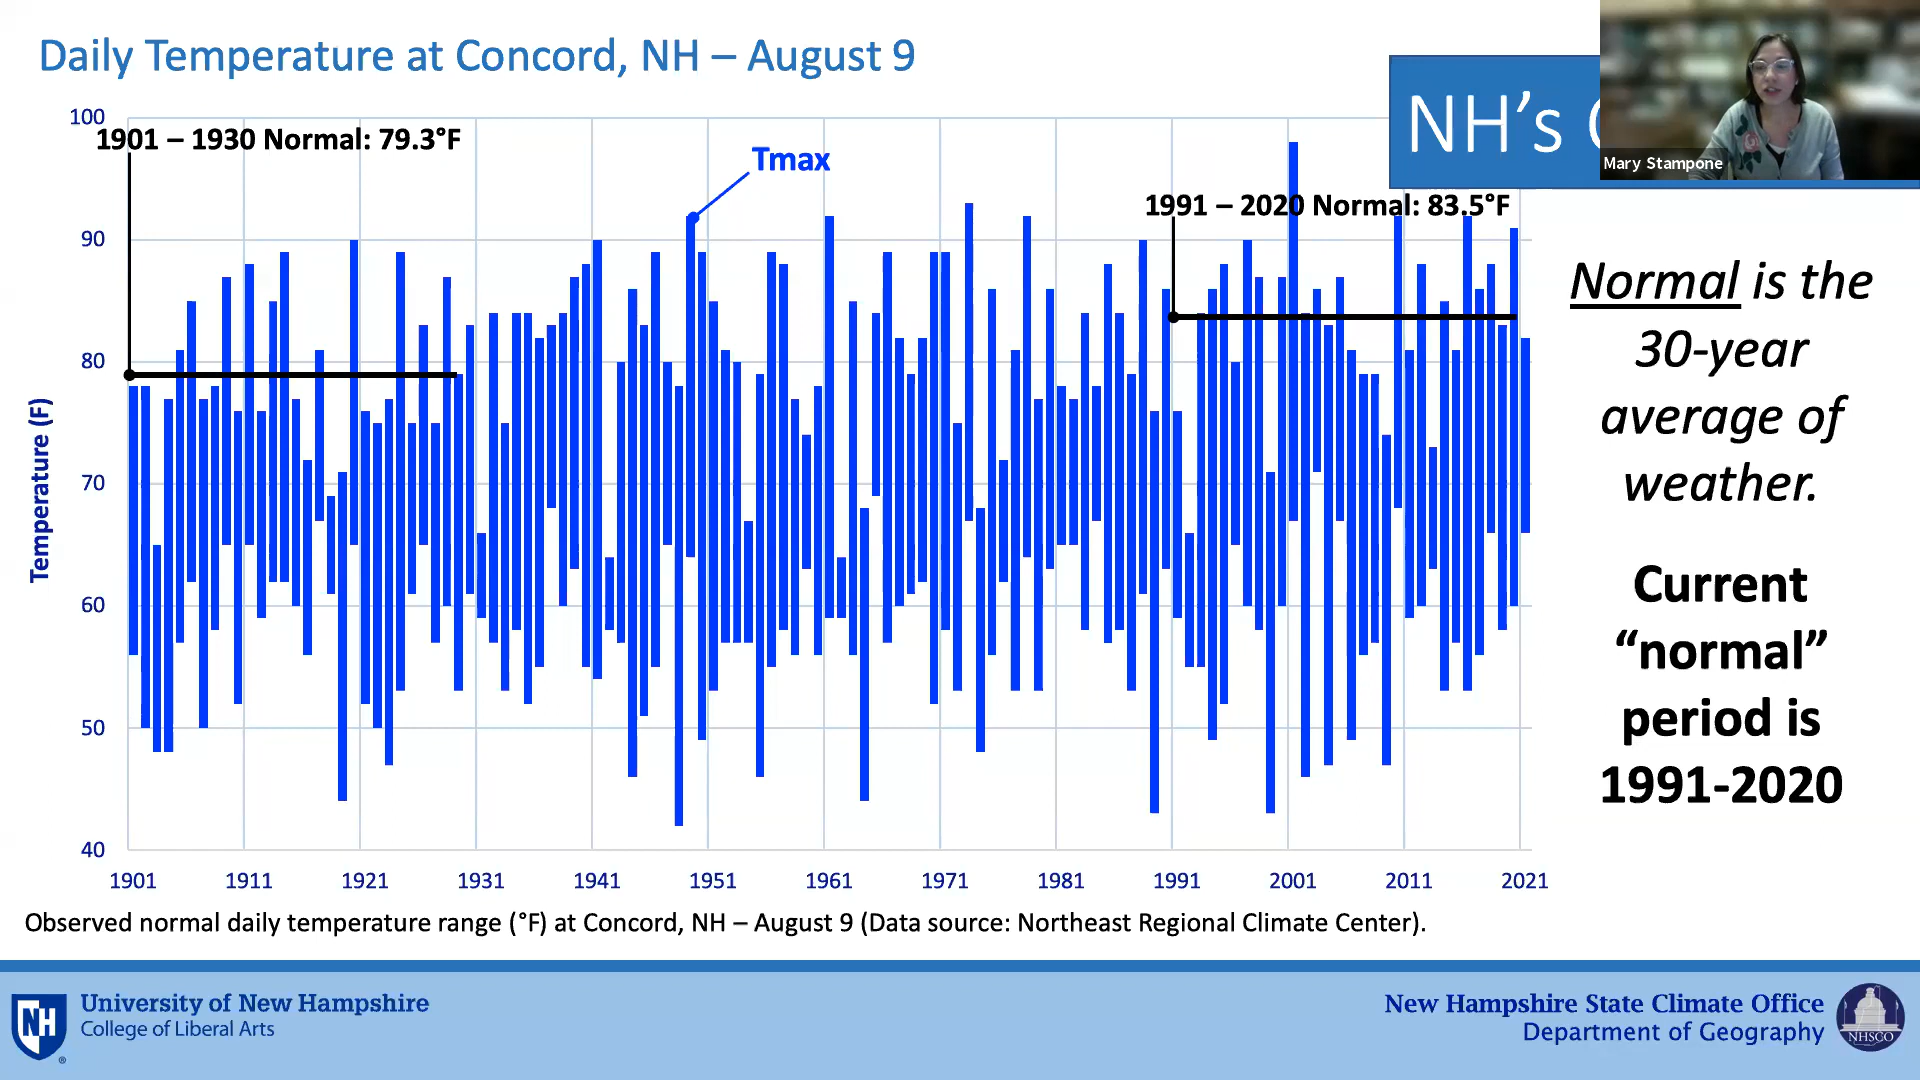 Daily Temperature at Concord, NH – August 9
NH's
Mary Stampone
100
90
80
70
60
50
40
Temperature (F)
1901 – 1930 Normal: 79.3°F
Tmax
1991 – 2020 Normal: 83.5°F
1901
1911
1921
1931
1941
1951
1961
1971
1981
1991
2001
2011
2021
Normal is the
30-year
average of
weather.
Current
“normal”
period is
1991-2020
Observed normal daily temperature range (°F) at Concord, NH – August 9 (Data source: Northeast Regional Climate Center).
NH
University of New Hampshire
College of Liberal Arts
New Hampshire State Climate Office
Department of Geography
NHSCO